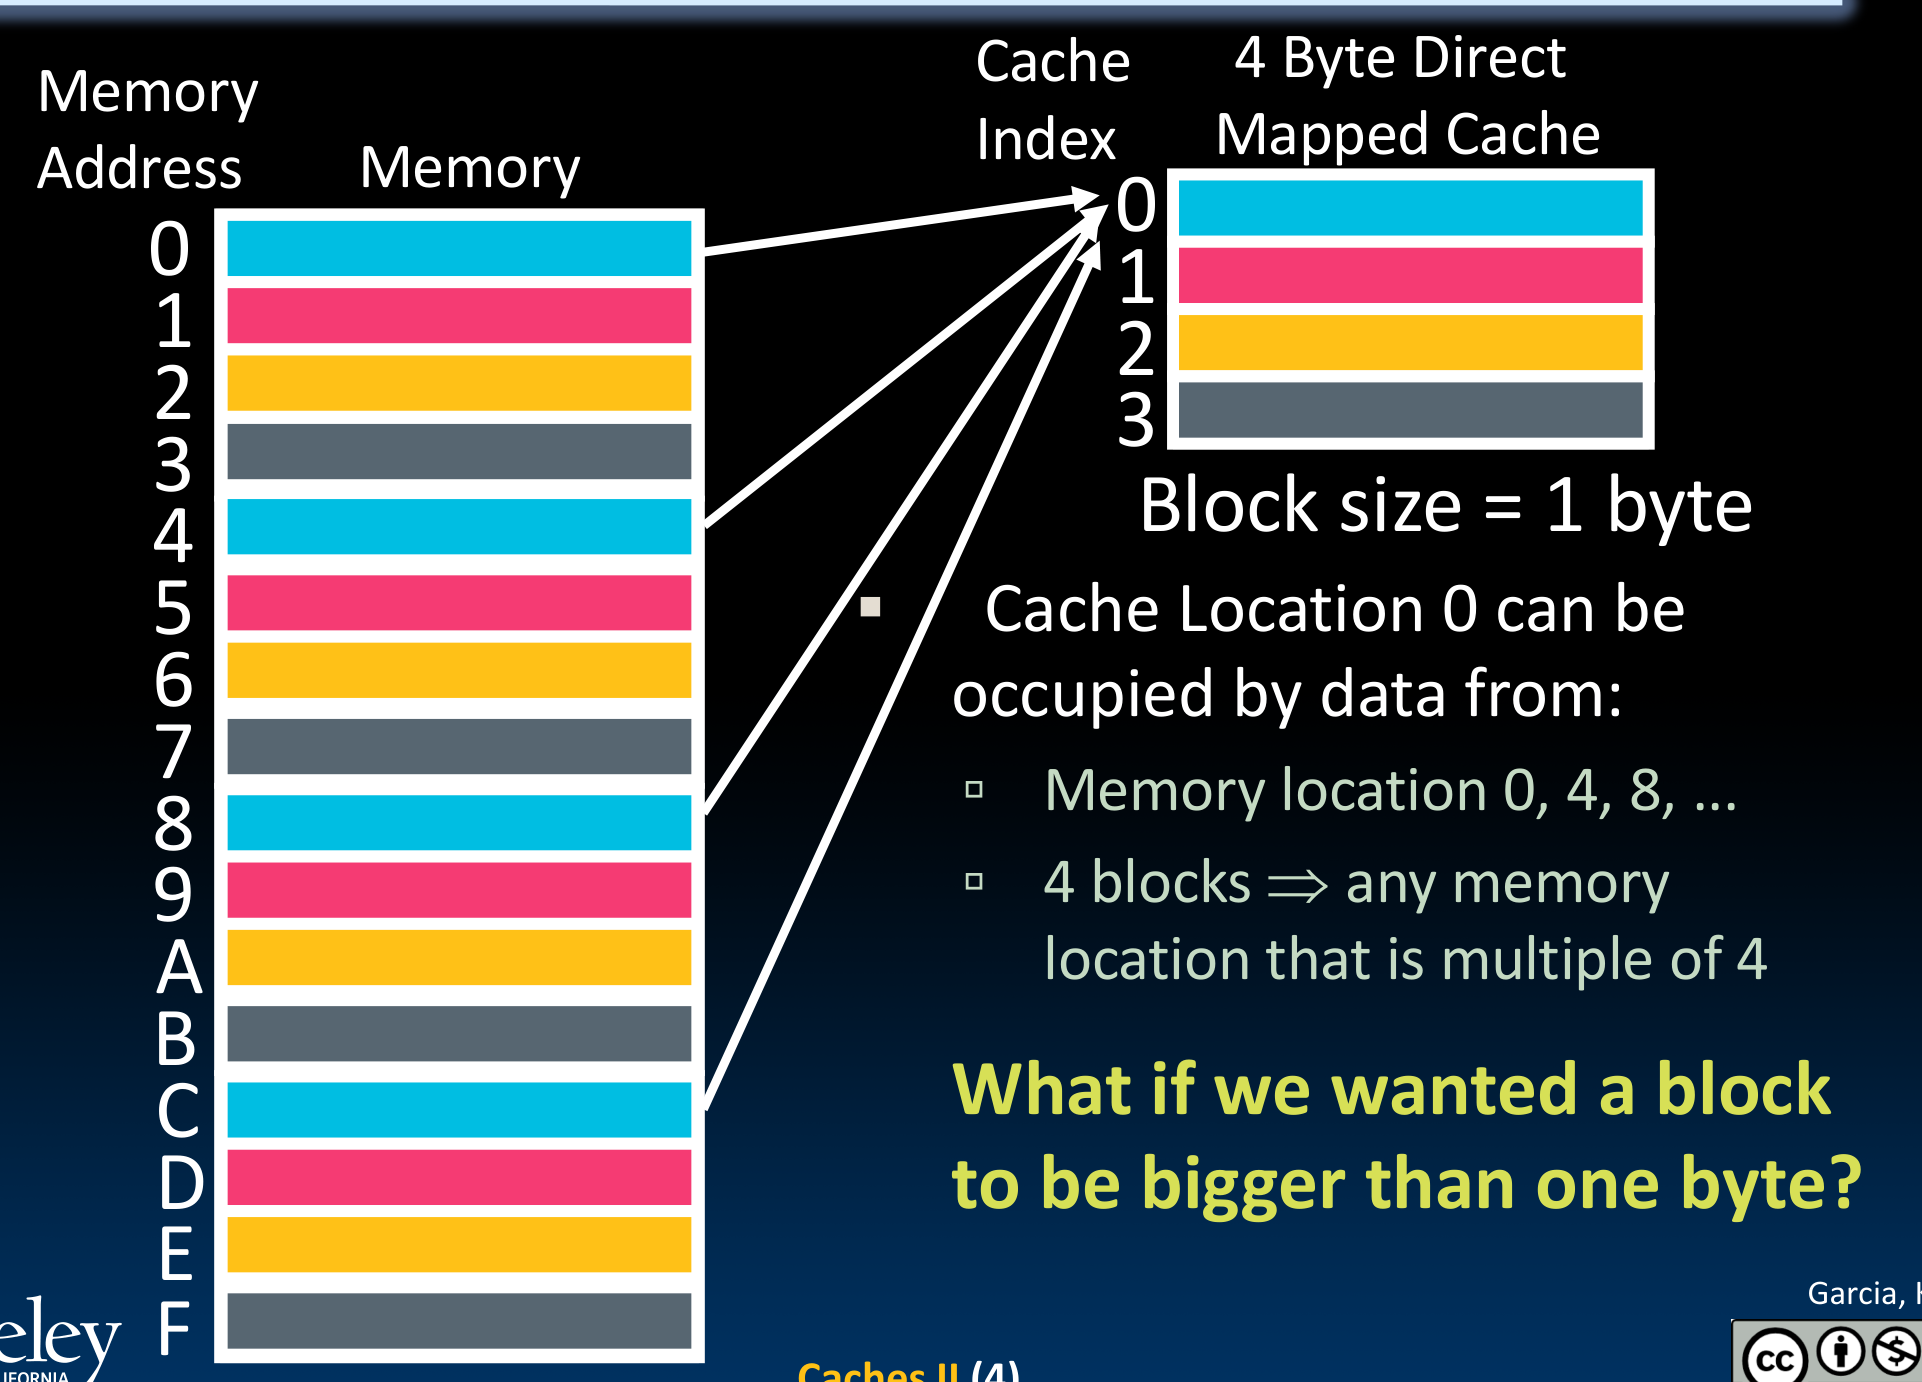 Memory
Address
Memory
0
1
2
3
4
5
6
7
8
9
A
B
C
D
E
F
Cache
Index
4 Byte Direct
Mapped Cache
0
1
2
3
Block size = 1 byte
Cache Location 0 can be
occupied by data from:
Memory location 0, 4, 8, ...
4 blocks ⇒ any memory
location that is multiple of 4
What if we wanted a block
to be bigger than one byte?
Garcia,
Caches II (4)
cc